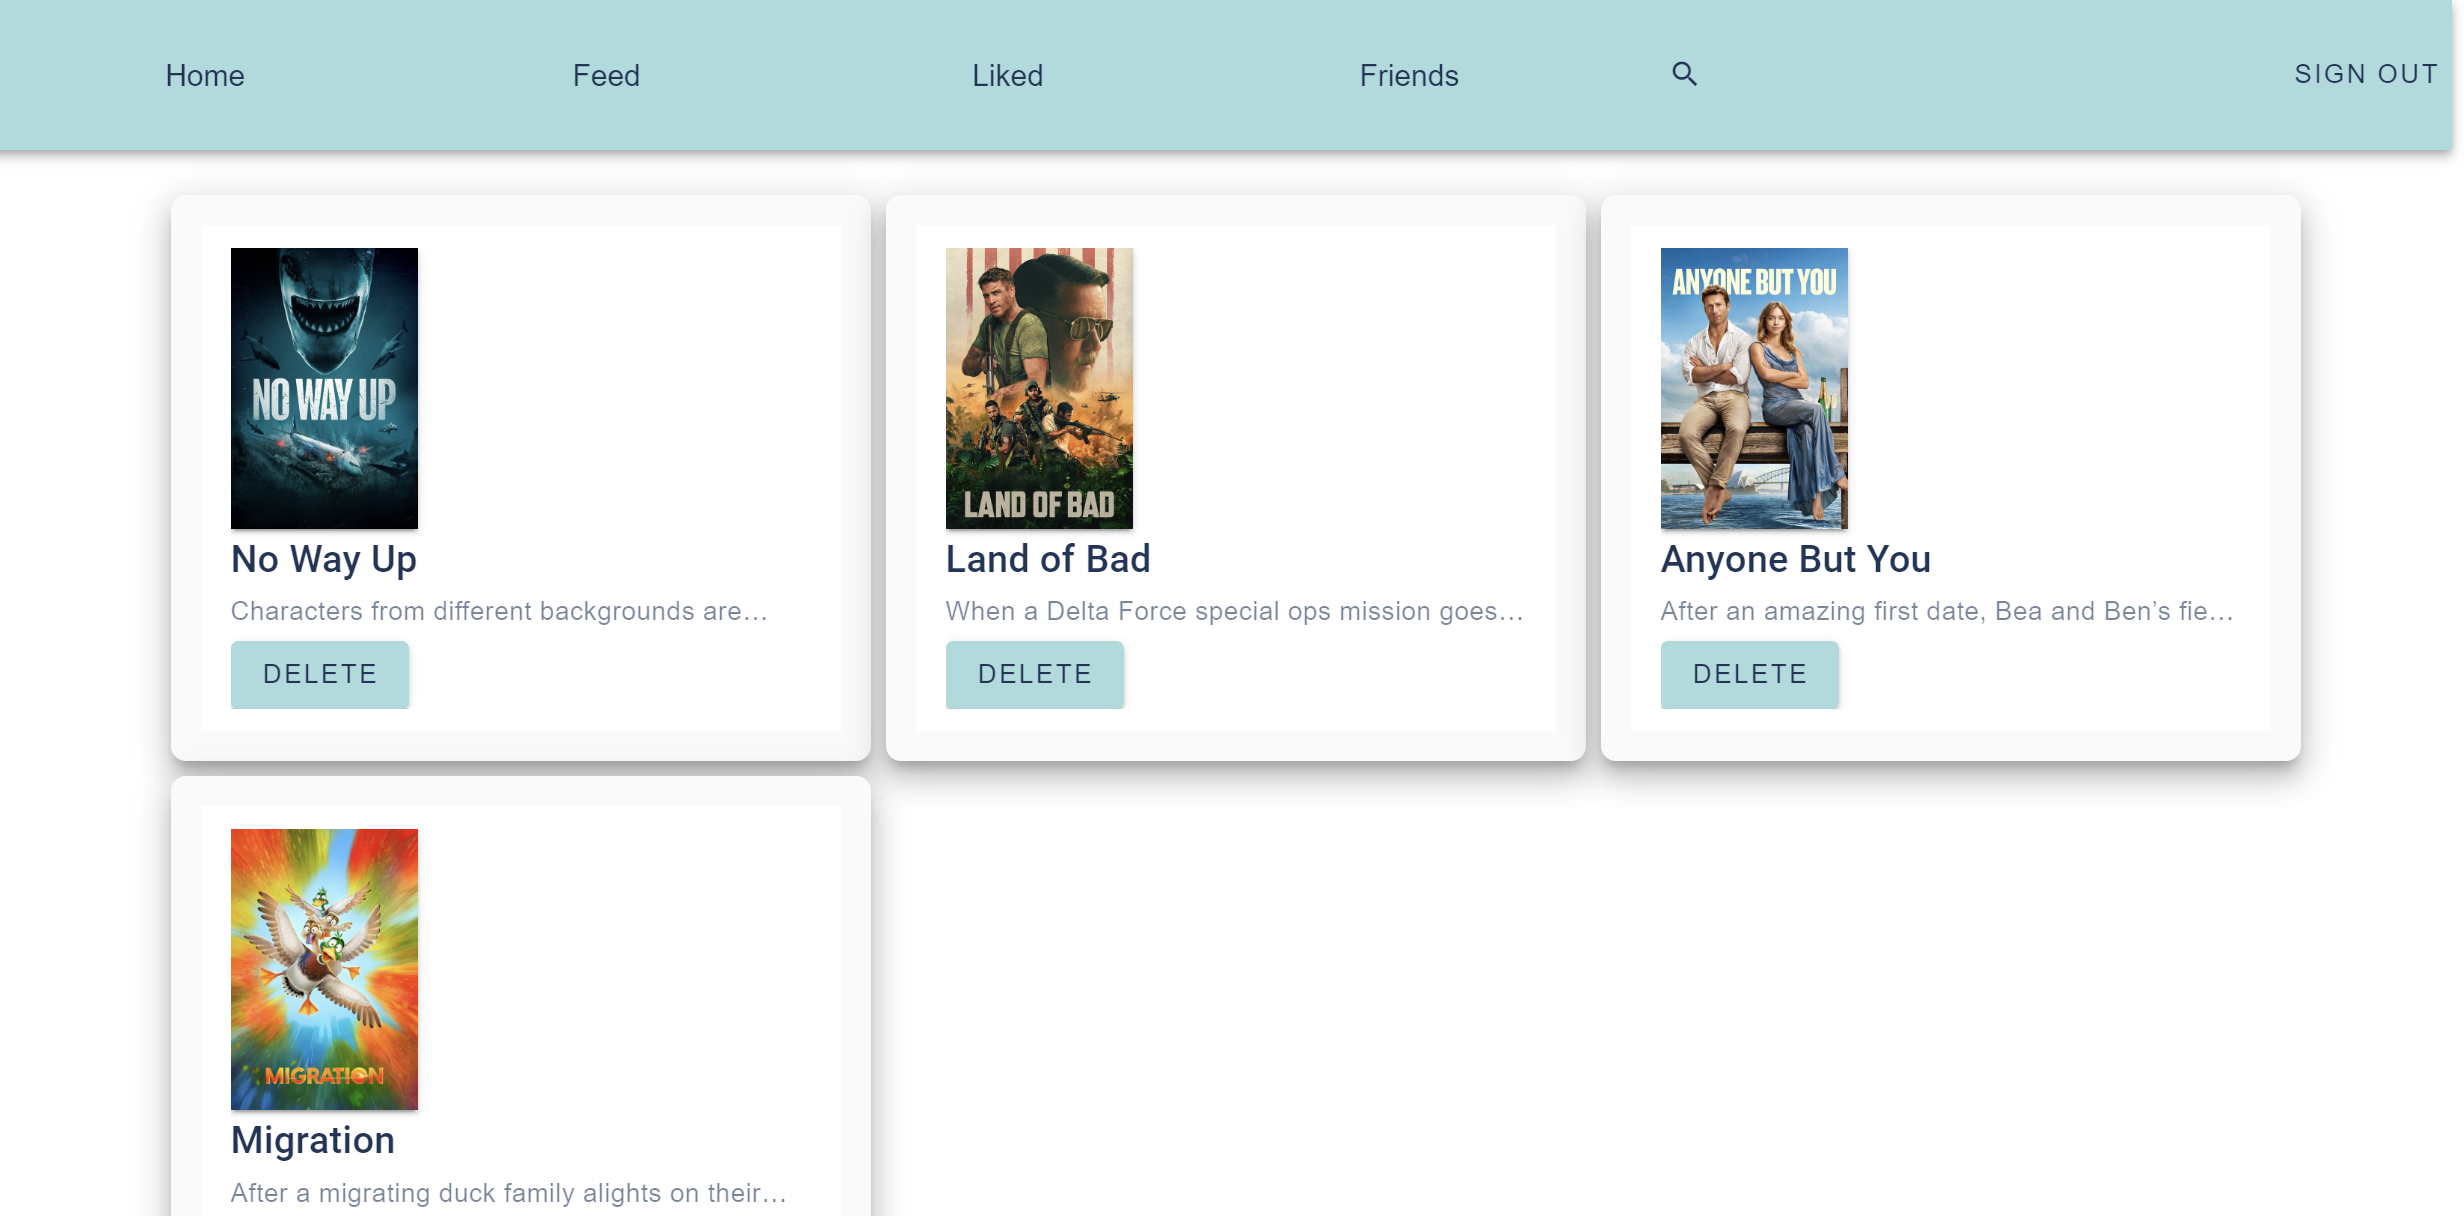 Home Feed Liked Friends SIGN OUT
NO WAY UP
No Way Up
Characters from different backgrounds are...
DELETE
LAND OF BAD
Land of Bad
When a Delta Force special ops mission goes...
DELETE
ANYONE BUT YOU
Anyone But You
After an amazing first date, Bea and Ben’s fie...
DELETE
MIGRATION
Migration
After a migrating duck family alights on their...